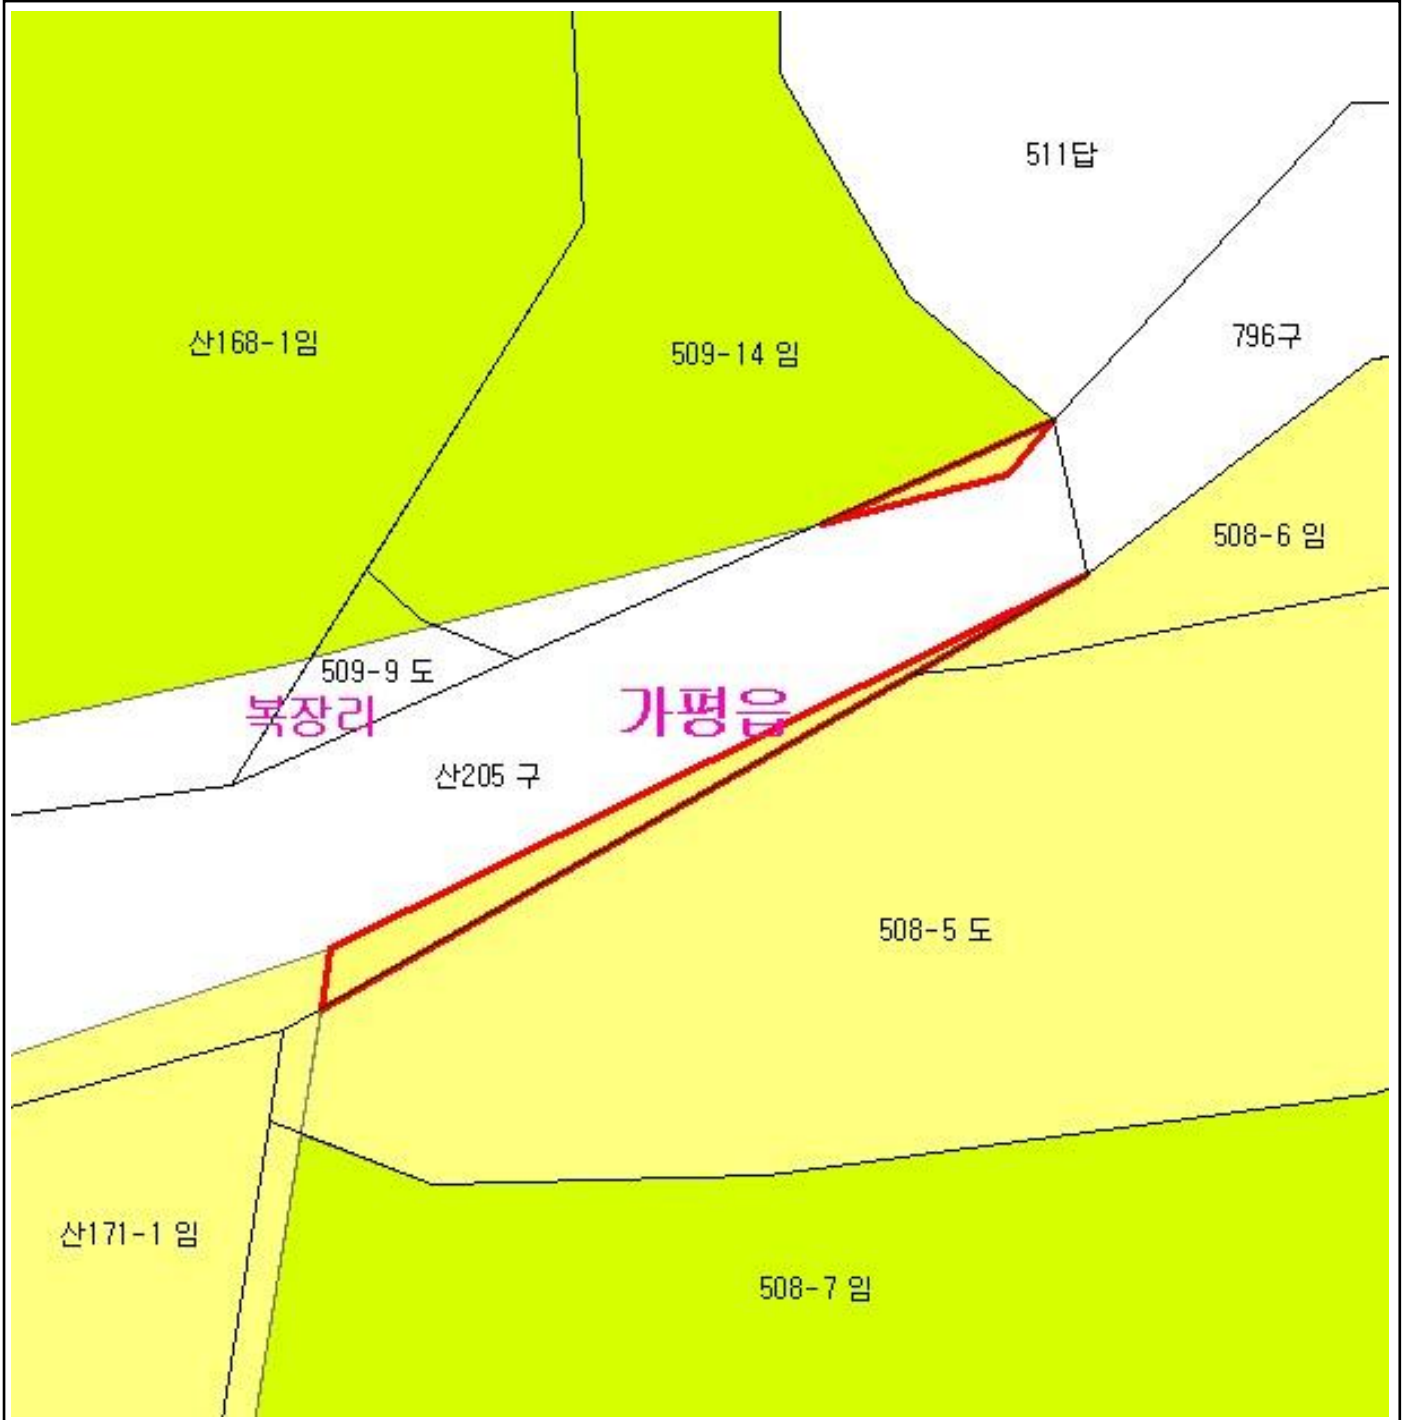 511답
796구
산168-1임
509-14 임
508-6 임
509-9 도
복장리
가평읍
산205 구
508-5 도
산171-1 임
508-7 임